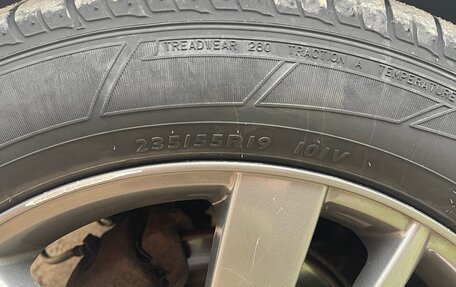 TREADWEAR 280 TRACTION A TEMPERATURE
235/55R19 101V